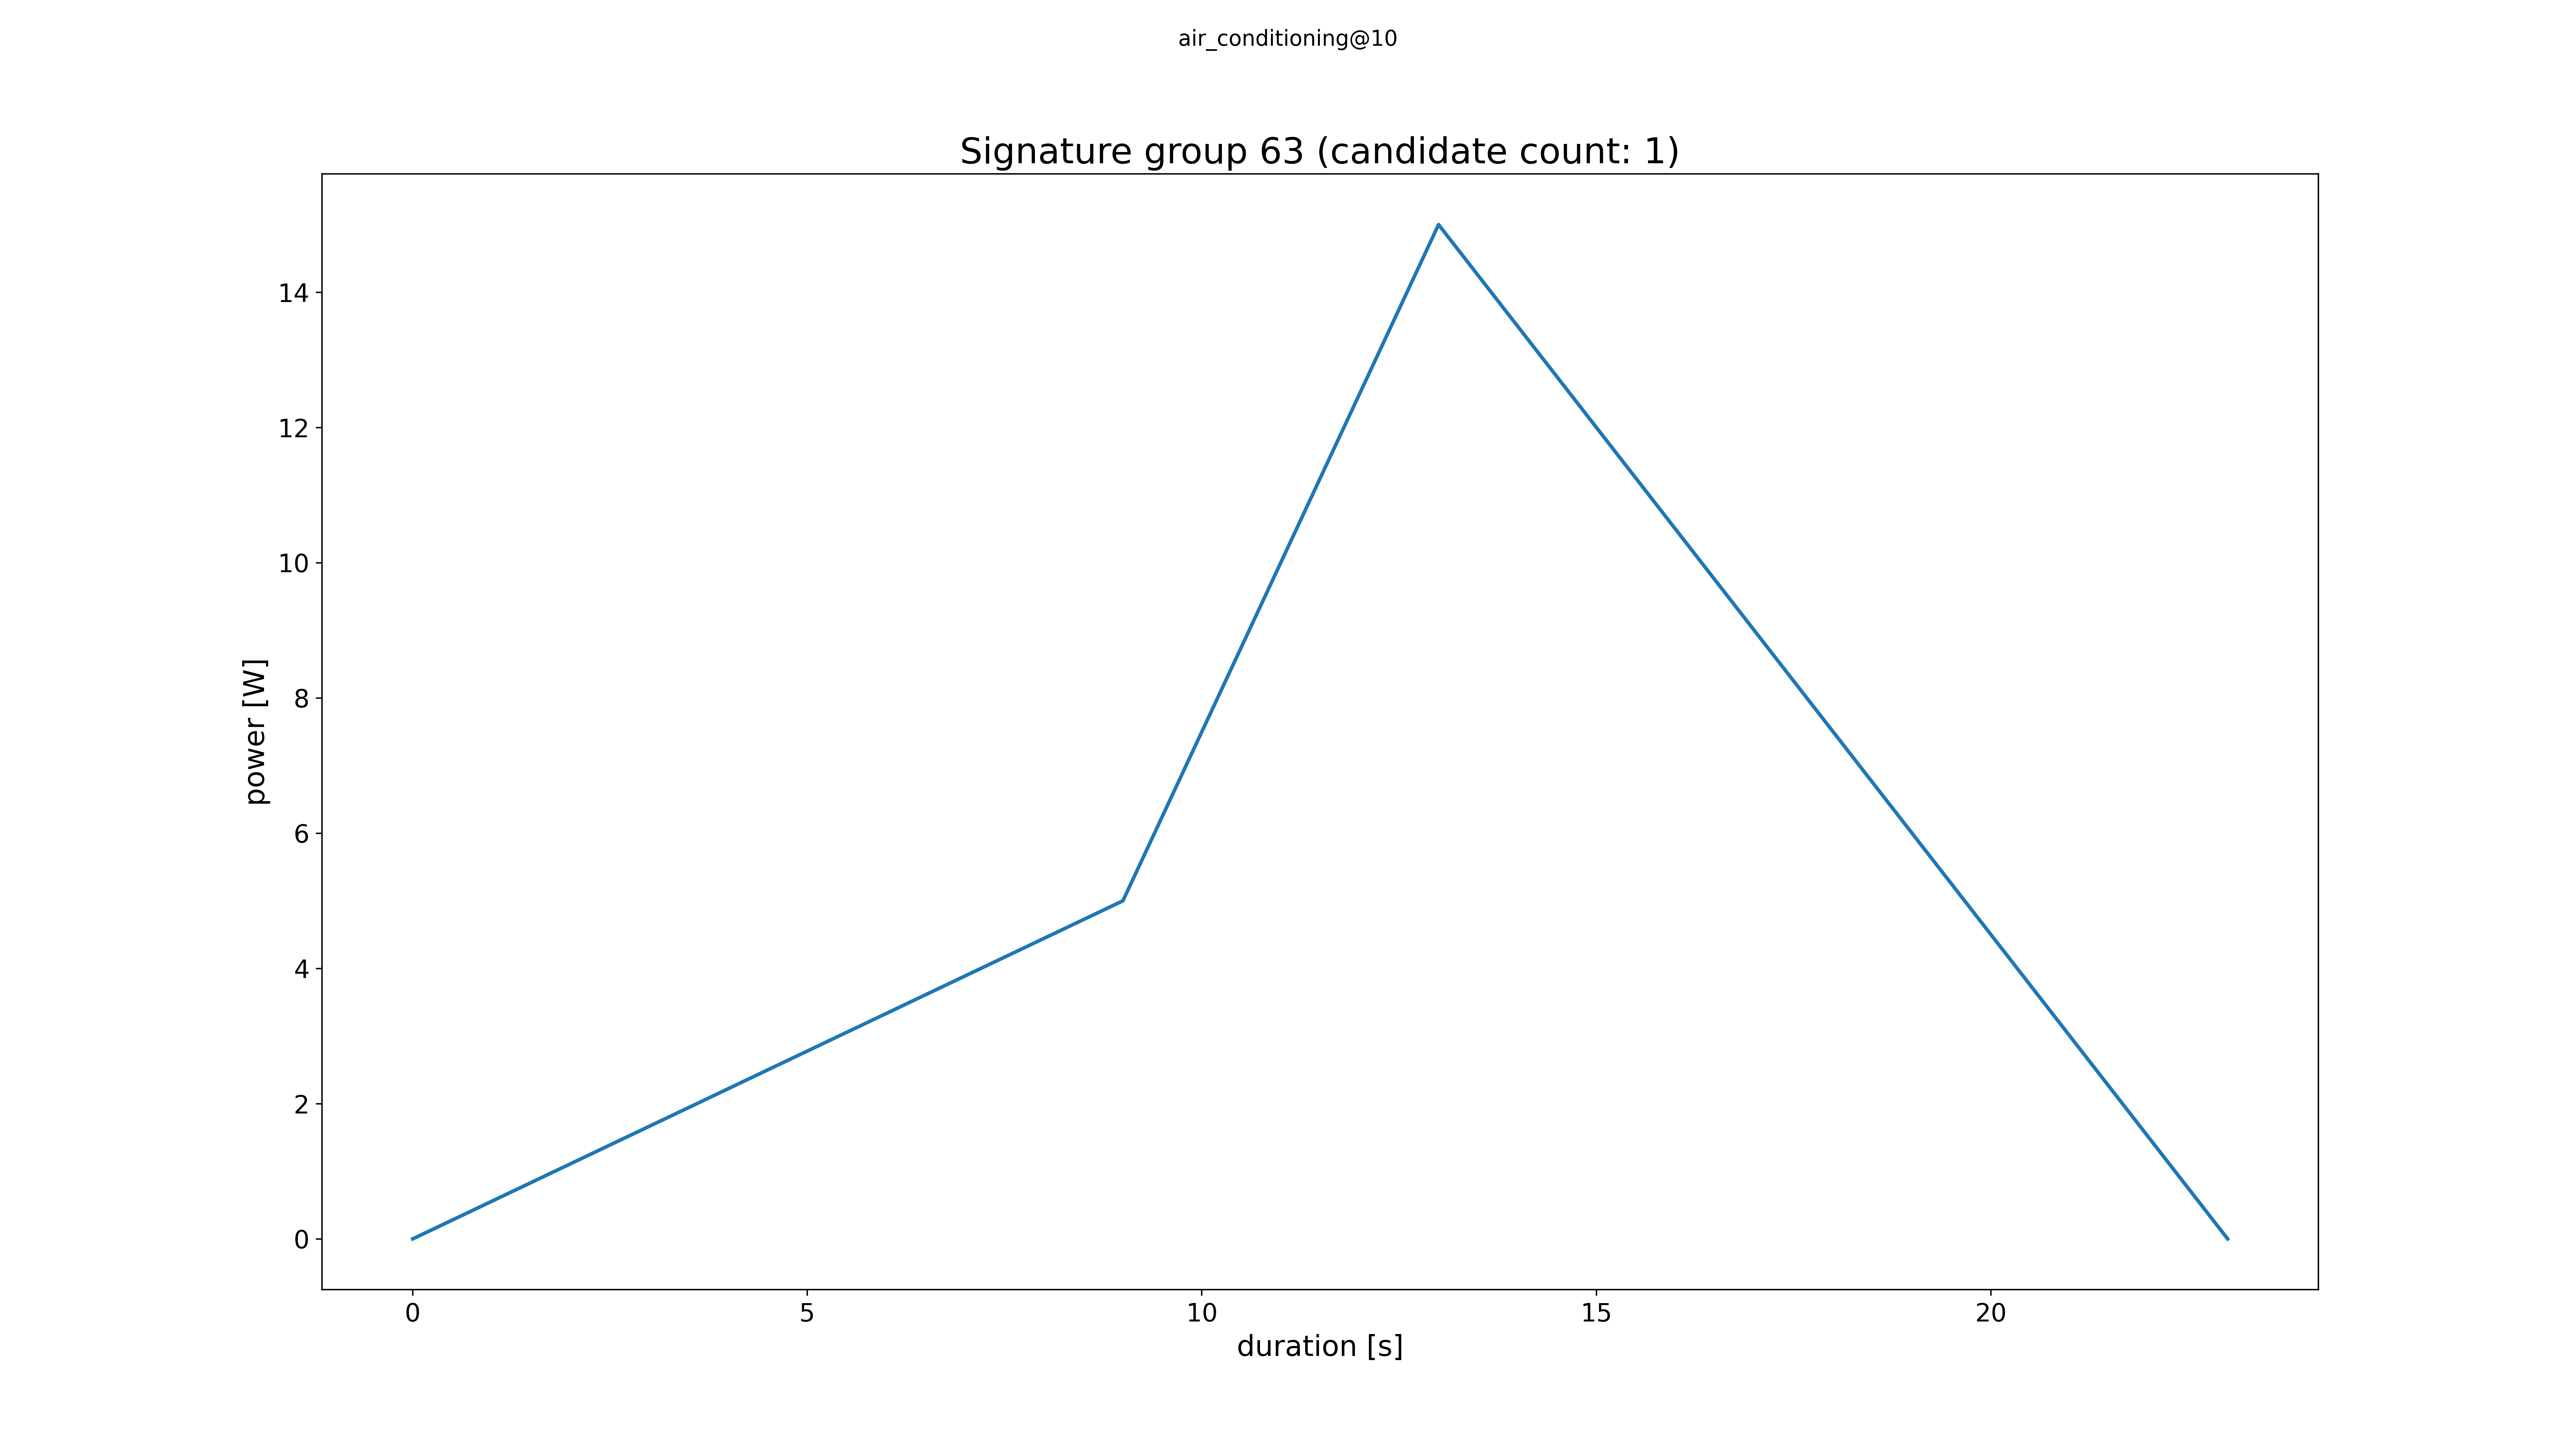 air_conditioning@10
Signature group 63 (candidate count: 1)
power [W]
14
12
10
8
6
4
2
0
0 5 10 15 20
duration [s]